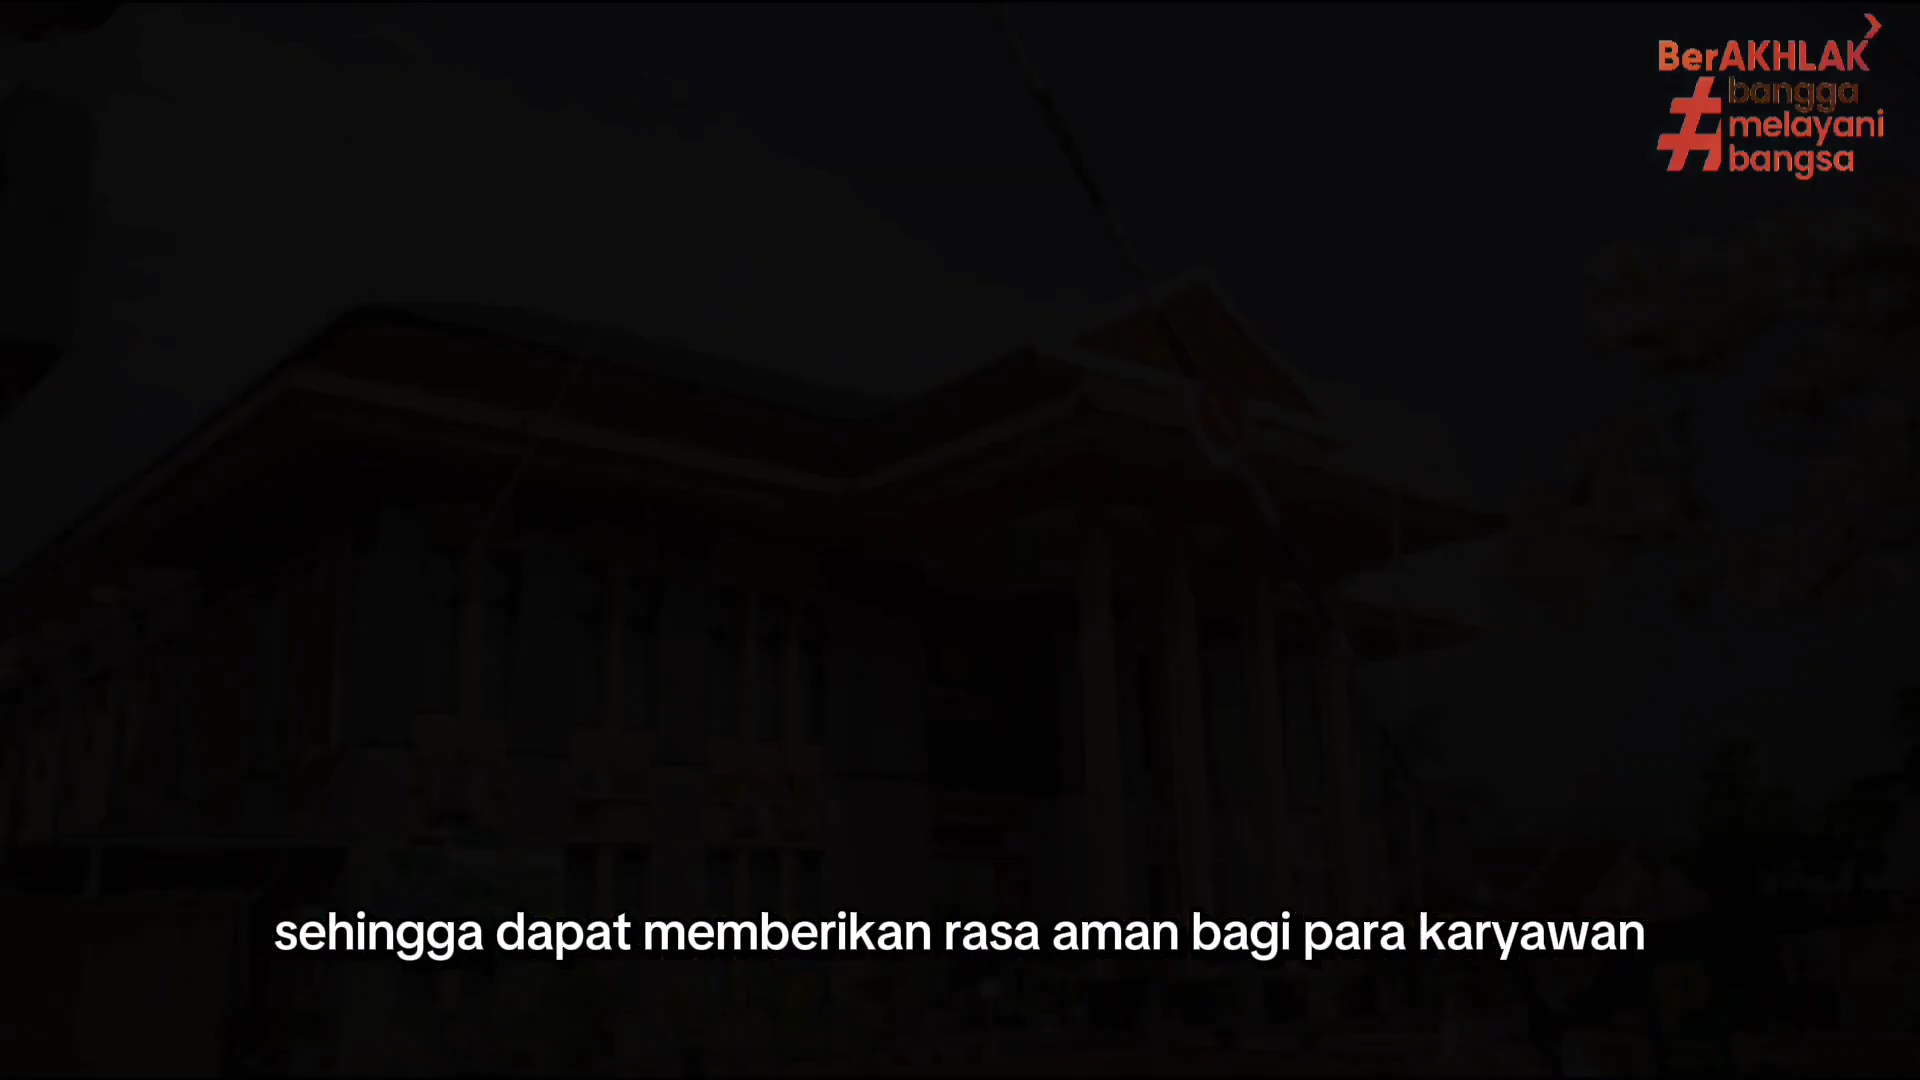 BerAKHLAK
#bangga
melayani
bangsa
sehingga dapat memberikan rasa aman bagi para karyawan